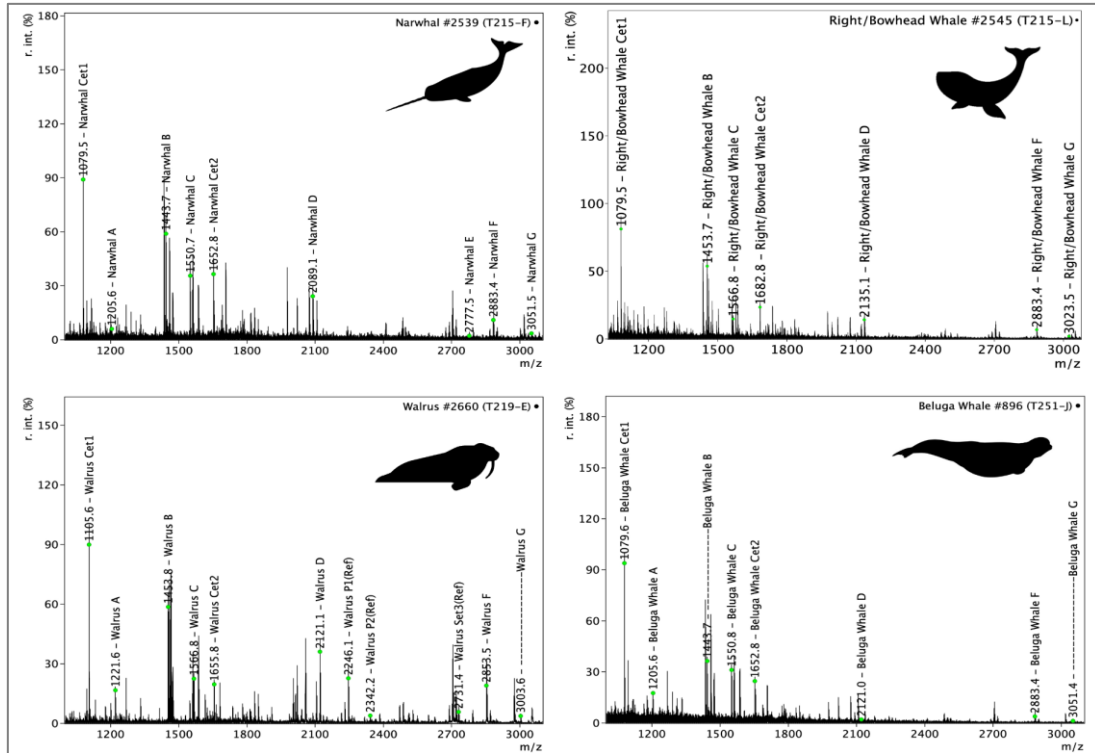 Narwhal #2539 (T215-F)
r. int. (%)
180
150
120
90
60
30
0
1079.5 – Narwhal Cet1
1205.6 – Narwhal A
1443.7 – Narwhal B
1550.7 – Narwhal C
1652.8 – Narwhal Cet2
2089.1 – Narwhal D
2777.5 – Narwhal E
2883.4 – Narwhal F
3051.5 – Narwhal G
1200 1500 1800 2100 2400 2700 3000
m/z
Right/Bowhead Whale #2545 (T215-L)
r. int. (%)
200
150
100
50
0
1079.5 – Right/Bowhead Whale Cet1
1453.7 – Right/Bowhead Whale B
1566.8 – Right/Bowhead Whale C
1682.8 – Right/Bowhead Whale Cet2
2135.1 – Right/Bowhead Whale D
2883.4 – Right/Bowhead Whale F
3023.5 – Right/Bowhead Whale G
1200 1500 1800 2100 2400 2700 3000
m/z
Walrus #2660 (T219-E)
r. int. (%)
150
120
90
60
30
0
1105.6 – Walrus Cet1
1221.6 – Walrus A
1453.8 – Walrus B
1566.8 – Walrus C
1655.8 – Walrus Cet2
2121.1 – Walrus D
2246.1 – Walrus P1(Ref)
2342.2 – Walrus P2(Ref)
2731.4 – Walrus Set3(Ref)
2853.5 – Walrus F
3003.6 – Walrus G
1200 1500 1800 2100 2400 2700 3000
m/z
Beluga Whale #896 (T251-J)
r. int. (%)
180
150
120
90
60
30
0
1079.6 – Beluga Whale Cet1
1205.6 – Beluga Whale A
1443.7 – Beluga Whale B
1550.8 – Beluga Whale C
1652.8 – Beluga Whale Cet2
2121.0 – Beluga Whale D
2883.4 – Beluga Whale F
3051.4 – Beluga Whale G
1200 1500 1800 2100 2400 2700 3000
m/z